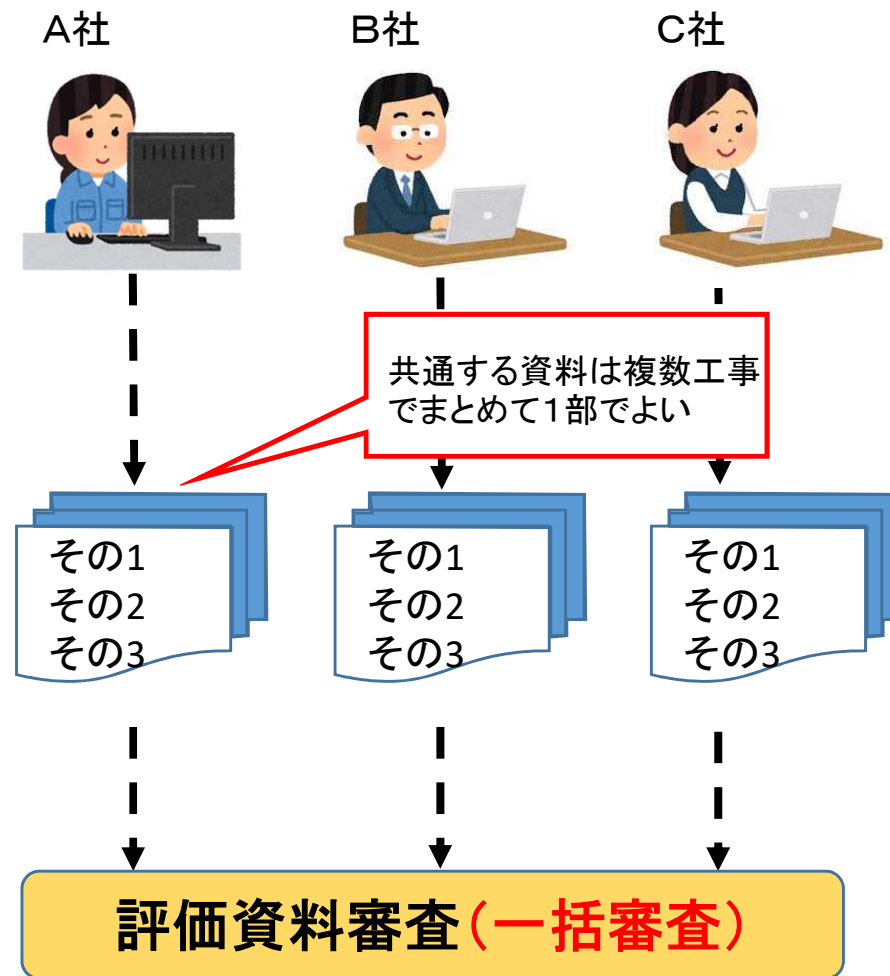 A社
B社
C社
共通する資料は複数工事
でまとめて1部でよい
その1
その2
その3
その1
その2
その3
その1
その2
その3
評価資料審査(一括審査)